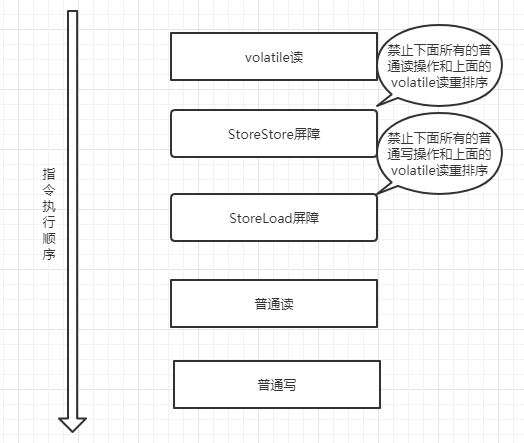 volatile读
禁止下面所有的普
通读操作和上面的
volatile读重排序
StoreStore屏障
禁止下面所有的普
通写操作和上面的
volatile读重排序
StoreLoad屏障
指
令
执
行
顺
序
普通读
普通写